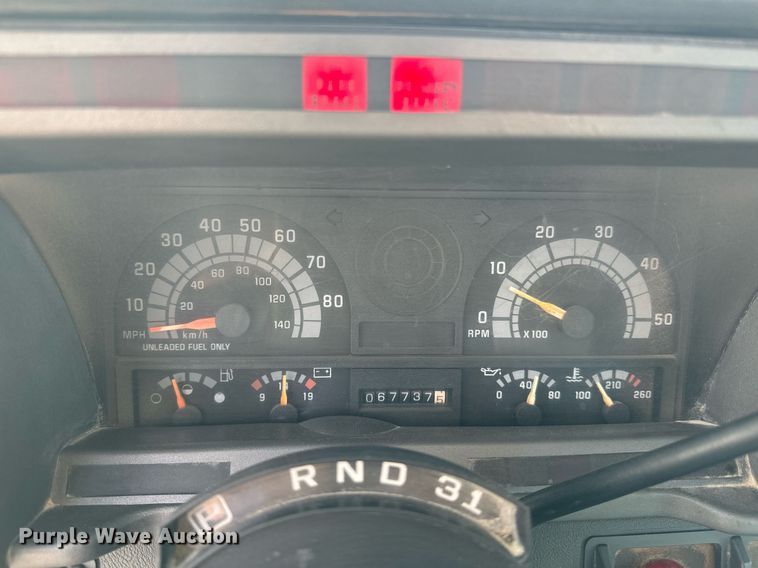 10 20 30 40 50 60 70 80
20 40 60 80 100 120 140
MPH km/h
UNLEADED FUEL ONLY
0 10 20 30 40 50
RPM X100
9 13 19
067737
0 40 80
100 210 260
P R N D 31
Purple Wave Auction